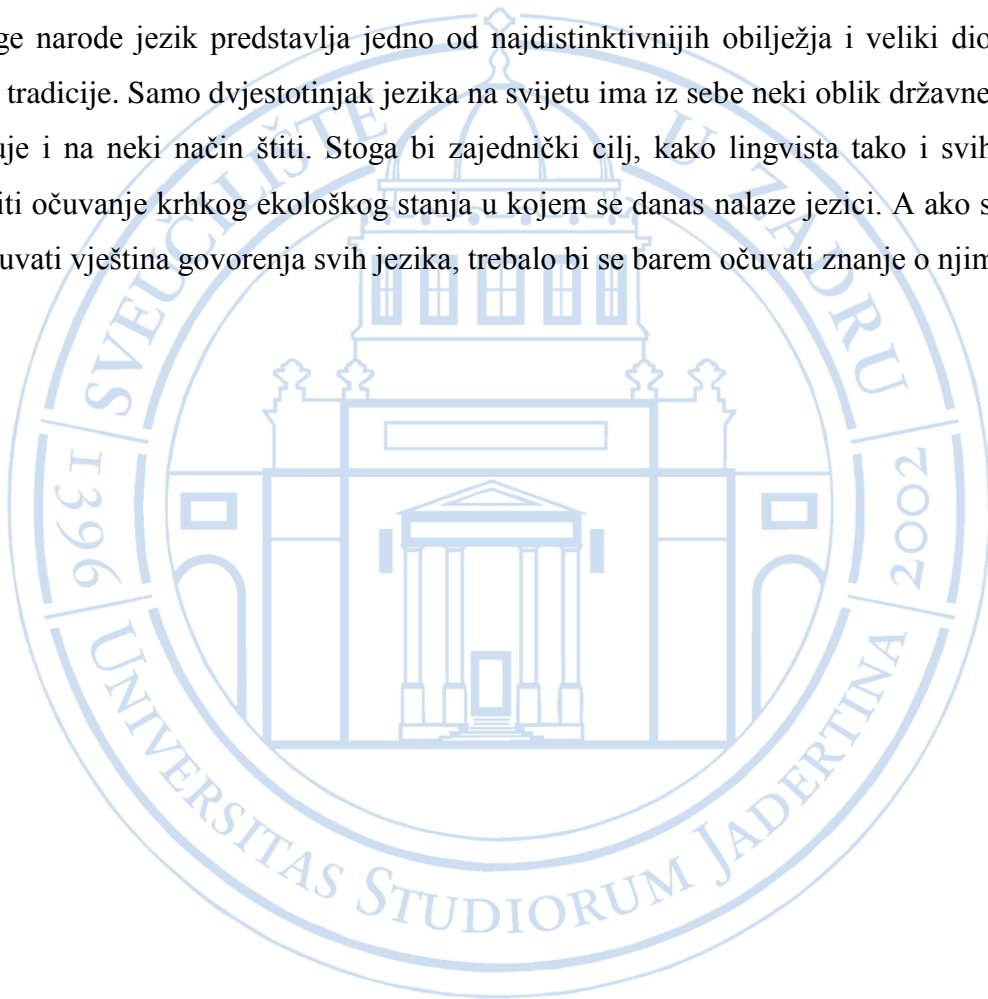 ge narode jezik predstavlja jedno od najdistinktivnijih obilježja i veliki dio
tradicije. Samo dvjestotinjak jezika na svijetu ima iz sebe neki oblik državne
uje i na neki način štiti. Stoga bi zajednički cilj, kako lingvista tako i svih
iti očuvanje krhkog ekološkog stanja u kojem se danas nalaze jezici. A ako s
uvati vještina govorenja svih jezika, trebalo bi se barem očuvati znanje o njim
SVEUČILIŠTE U ZADRU
1396
2002
UNIVERSITAS STUDIORUM JADERTINA